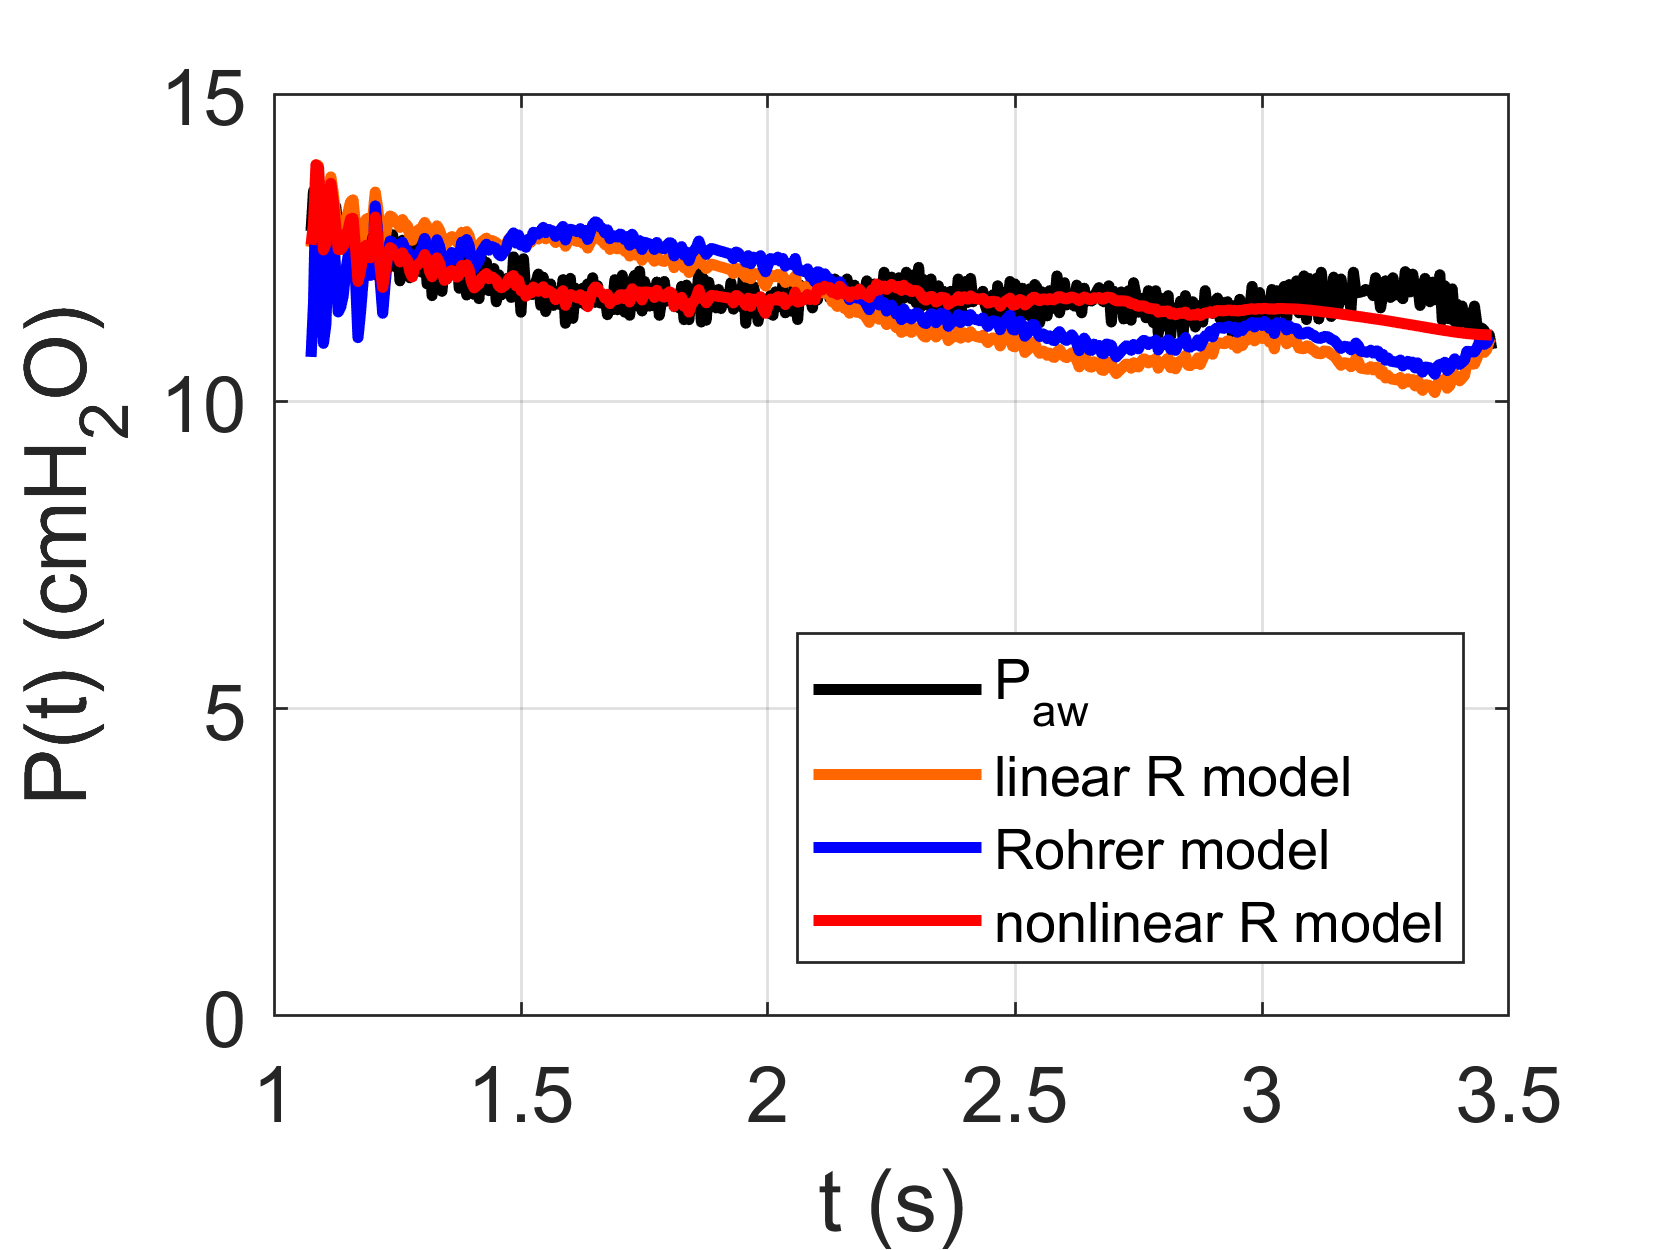 15
10
5
0
P(t) (cmH2O)
Paw
linear R model
Rohrer model
nonlinear R model
1 1.5 2 2.5 3 3.5
t (s)